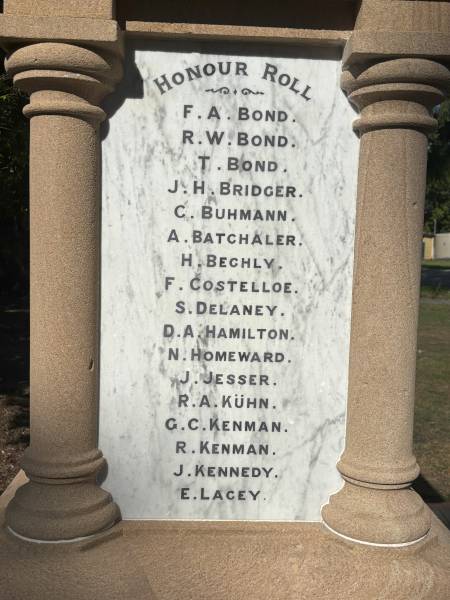 HONOUR ROLL
F. A. BOND.
R. W. BOND.
T. BOND.
J. H. BRIDGER.
C. BUHMANN.
A. BATCHALER.
H. BECHLY.
F. COSTELLOE.
S. DELANEY.
D. A. HAMILTON.
N. HOMEWARD.
J. JESSER.
R. A. KÜHN.
G. C. KENMAN.
R. KENMAN.
J. KENNEDY.
E. LACEY.